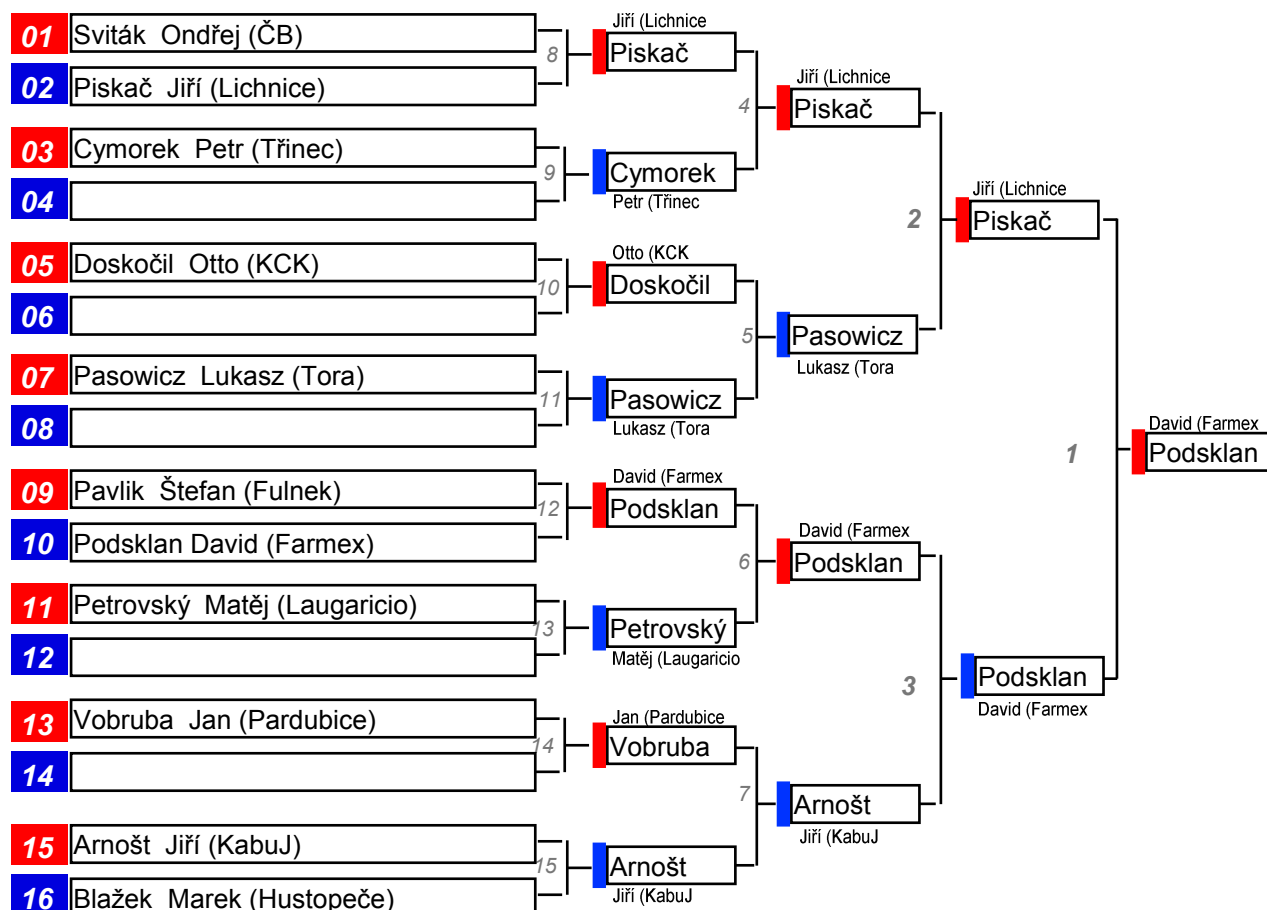 01 Sviták Ondřej (ČB)
02 Piskač Jiří (Lichnice)
03 Cymorek Petr (Třinec)
04
05 Doskočil Otto (KCK)
06
07 Pasowicz Lukasz (Tora)
08
09 Pavlik Štefan (Fulnek)
10 Podsklan David (Farmex)
11 Petrovský Matěj (Laugaricio)
12
13 Vobruba Jan (Pardubice)
14
15 Arnošt Jiří (KabuJ)
16 Blažek Marek (Hustopeče)
8
9
10
11
12
13
14
15
Jiří (Lichnice
Piskač
Cymorek
Petr (Třinec
Otto (KCK
Doskočil
Pasowicz
Lukasz (Tora
David (Farmex
Podsklan
Petrovský
Matěj (Laugaricio
Jan (Pardubice
Vobruba
Arnošt
Jiří (KabuJ
4
5
6
7
Jiří (Lichnice
Piskač
Pasowicz
Lukasz (Tora
David (Farmex
Podsklan
Arnošt
Jiří (KabuJ
2
3
Jiří (Lichnice
Piskač
Podsklan
David (Farmex
1
David (Farmex
Podsklan